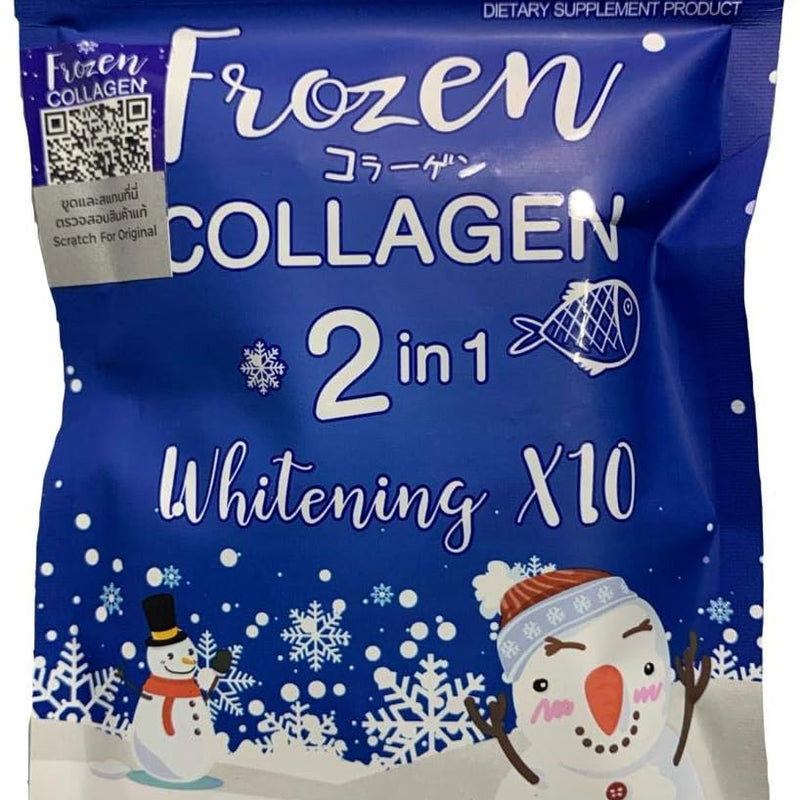 DIETARY SUPPLEMENT PRODUCT
Frozen
COLLAGEN
ขูดและสแกนที่นี่
ตรวจสอบสินค้าแท้
Scratch For Original
Frozen
コラーゲン
COLLAGEN
2 in 1
Whitening X10